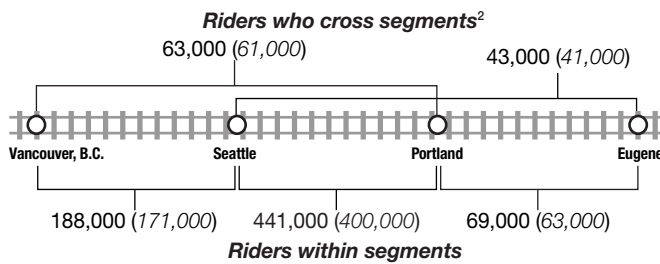 Riders who cross segments²
63,000 (61,000)
43,000 (41,000)
Vancouver, B.C. Seattle Portland Eugene
188,000 (171,000) 441,000 (400,000) 69,000 (63,000)
Riders within segments